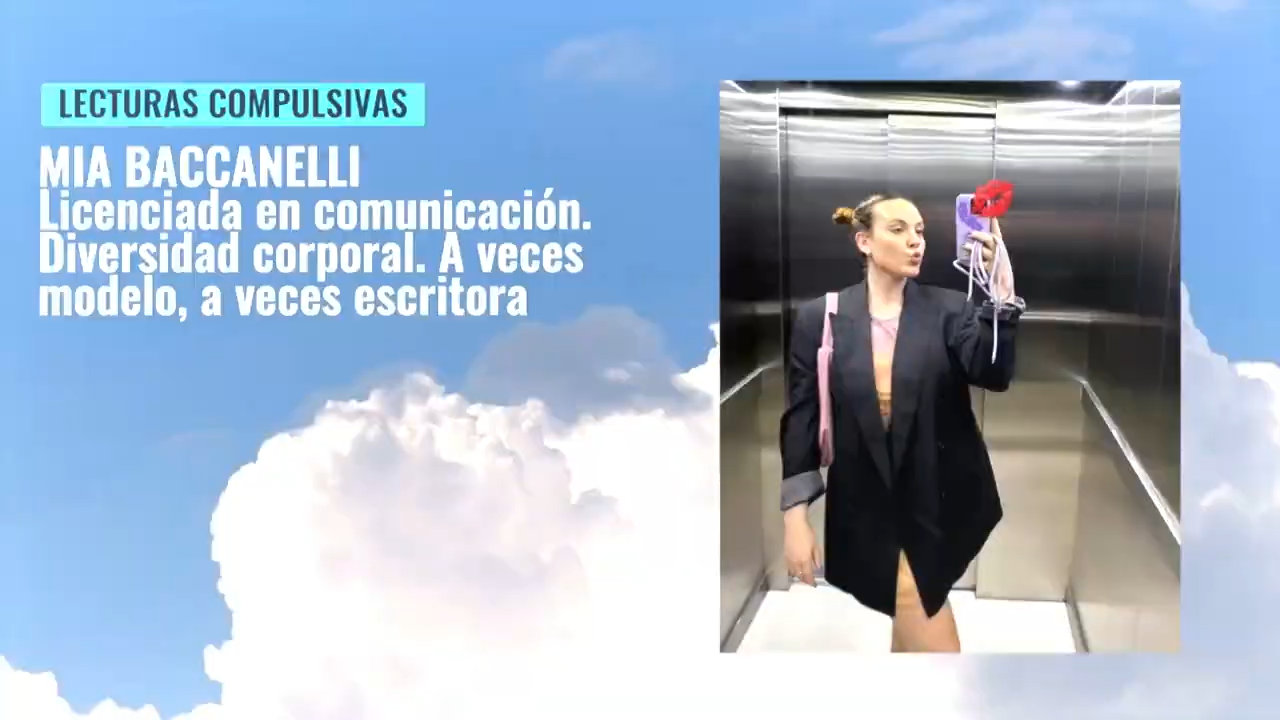 LECTURAS COMPULSIVAS
MIA BACCANELLI
Licenciada en comunicación.
Diversidad corporal. A veces
modelo, a veces escritora